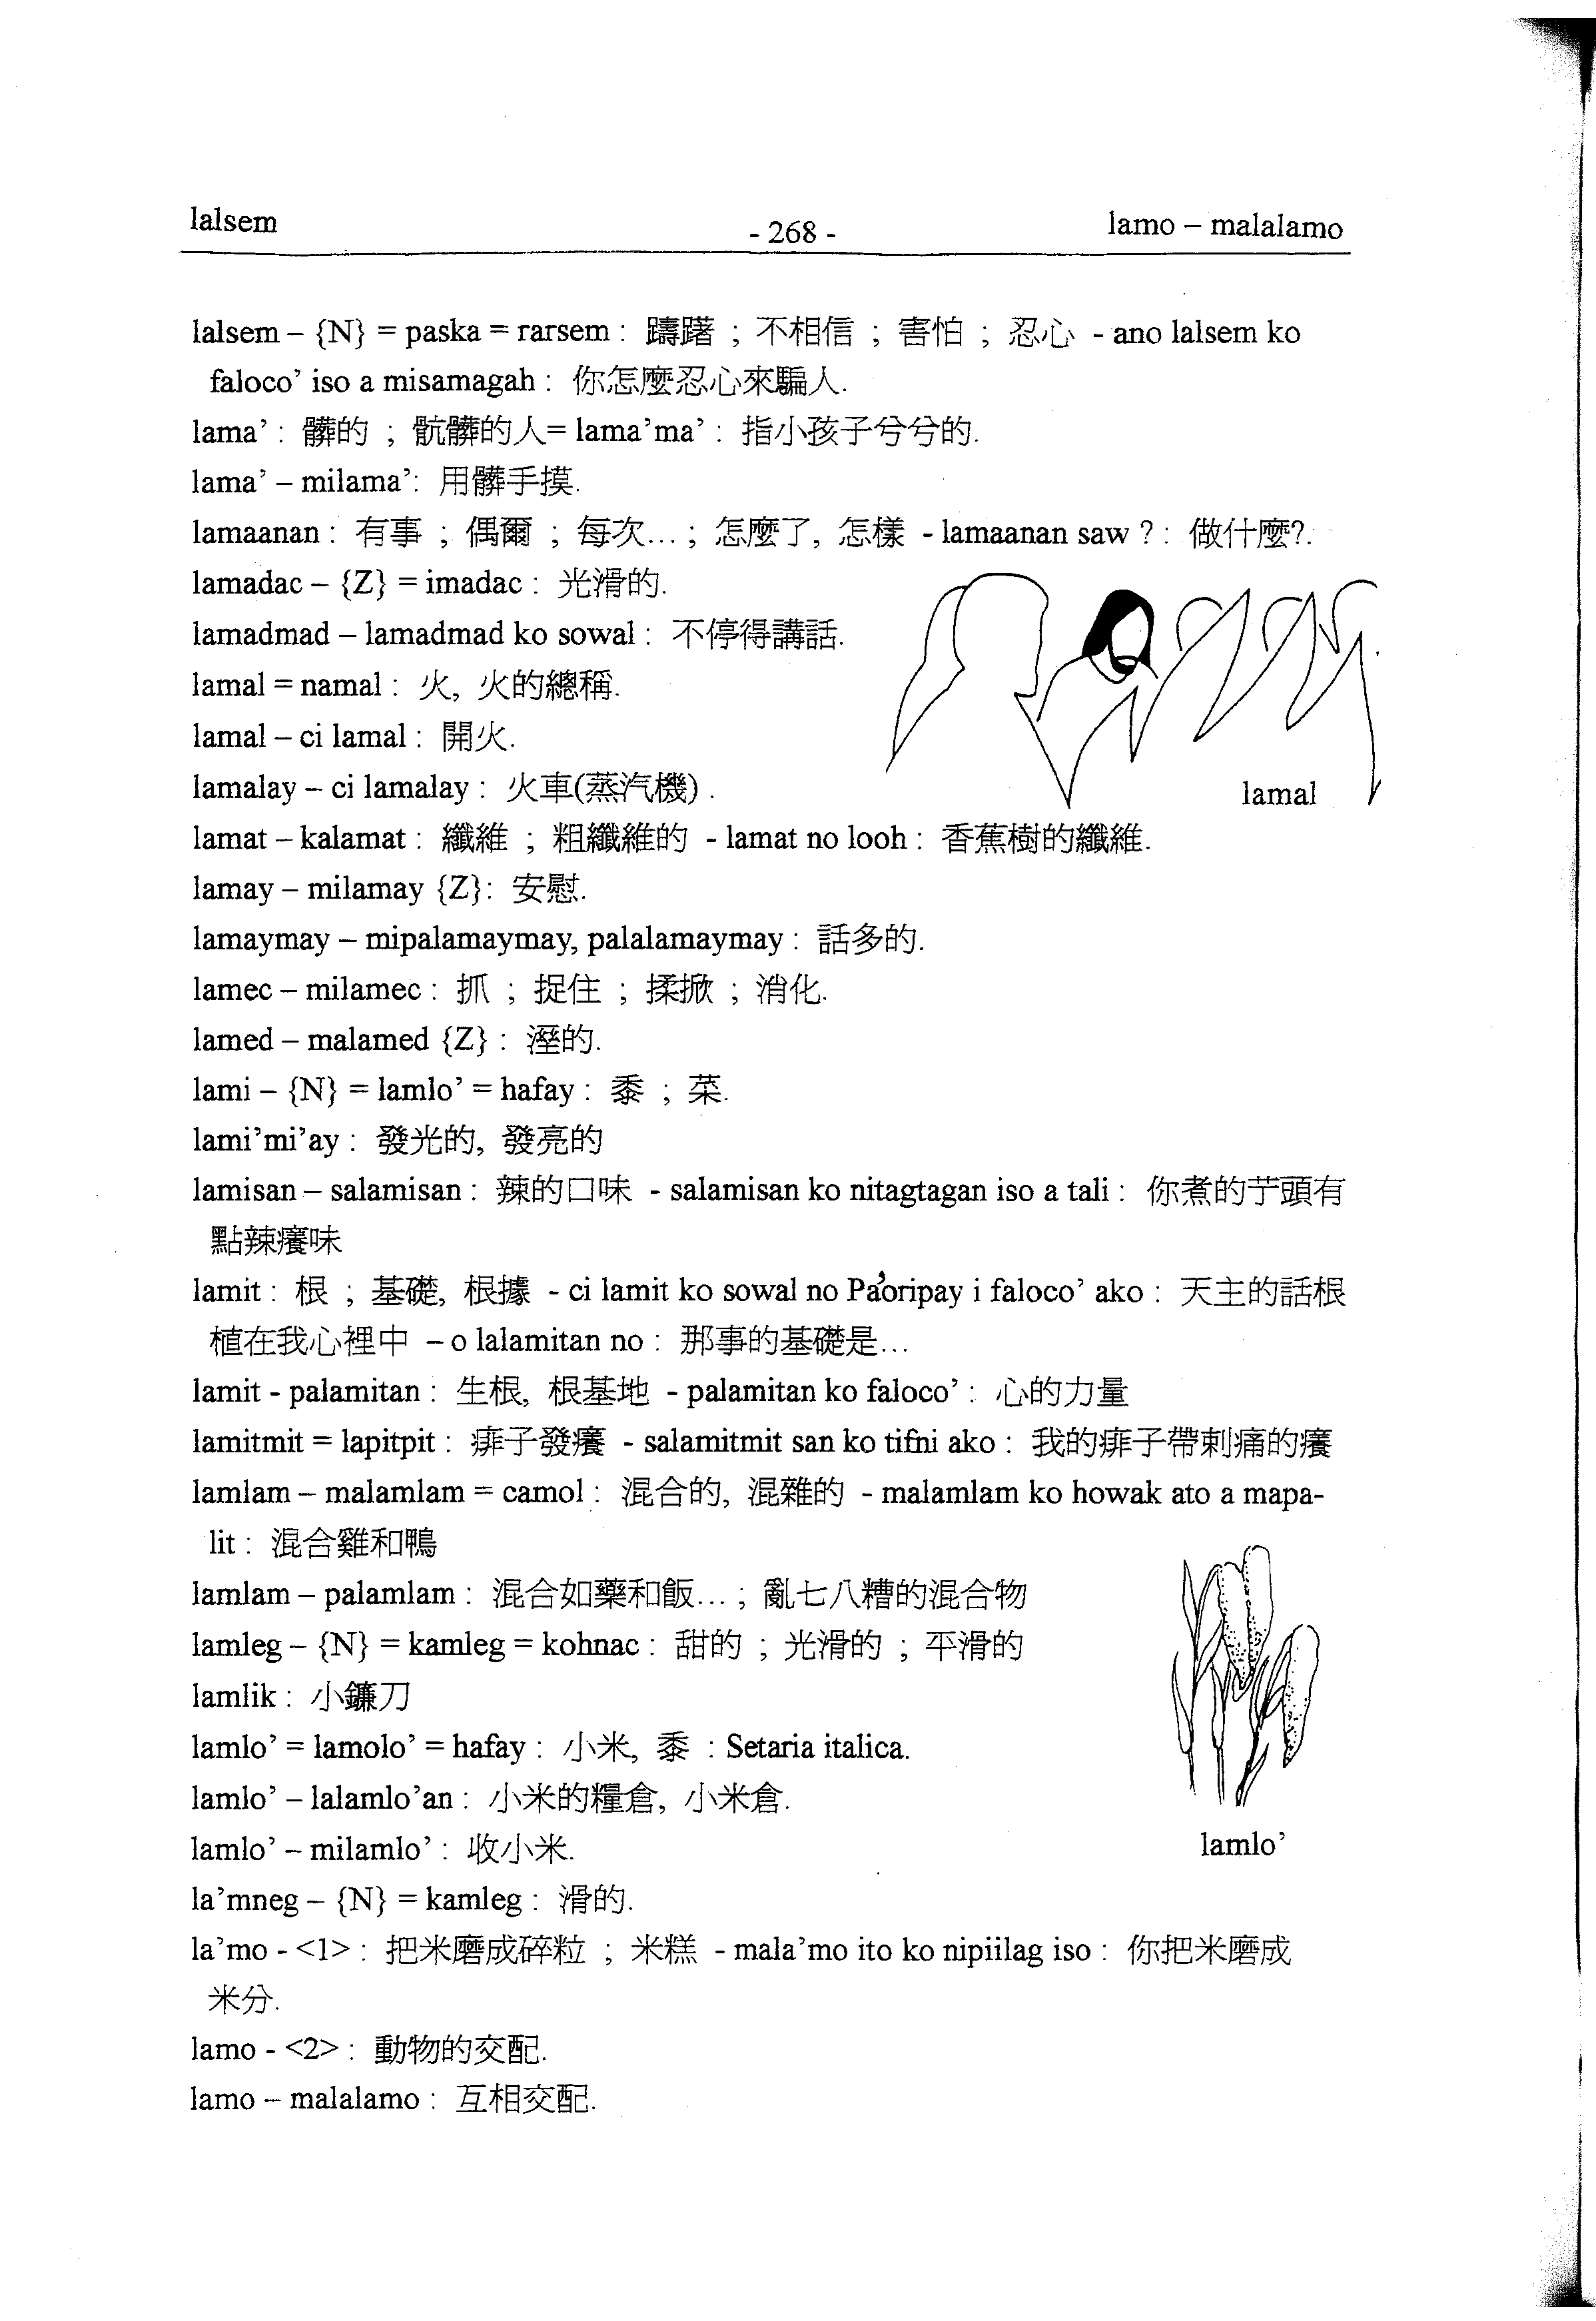 lalsem
- 268 -
lamo – malalamo
lalsem – {N} = paska = rarsem : 躊躇 ; 不相信 ; 害怕 ; 忍心 - ano lalsem ko
faloco’ iso a misamagah : 你怎麼忍心來騙人.
lama’ : 髒的 ; 骯髒的人= lama’ma’ : 指小孩子兮兮的.
lama’ – milama’: 用髒手摸.
lamaanan : 有事 ; 偶爾 ; 每次... ; 怎麼了, 怎樣 - lamaanan saw ? : 做什麼?.
lamadac – {Z} = imadac : 光滑的.
lamadmad – lamadmad ko sowal : 不停得講話.
lamal = namal : 火, 火的總稱.
lamal – ci lamal : 開火.
lamalay – ci lamalay : 火車(蒸汽機) .
lamal
lamat – kalamat : 纖維 ; 粗纖維的 - lamat no looh : 香蕉樹的纖維.
lamay – milamay {Z}: 安慰.
lamaymay – mipalamaymay, palalamaymay : 話多的.
lamec – milamec : 抓 ; 捉住 ; 揉掀 ; 消化.
lamed – malamed {Z} : 溼的.
lami – {N} = lamlo’ = hafay : 黍 ; 菜.
lami’mi’ay : 發光的, 發亮的
lamisan – salamisan : 辣的口味 - salamisan ko nitagtagan iso a tali : 你煮的芋頭有
點辣癢味
lamit : 根 ; 基礎, 根據 - ci lamit ko sowal no Pa’oripay i faloco’ ako : 天主的話根
植在我心裡中 – o lalamitan no : 那事的基礎是...
lamit - palamitan : 生根, 根基地 - palamitan ko faloco’ : 心的力量
lamitmit = lapitpit : 痱子發癢 - salamitmit san ko tifni ako : 我的痱子帶刺痛的癢
lamlam – malamlam = camol : 混合的, 混雜的 - malamlam ko howak ato a mapa-
lit : 混合雞和鴨
lamlam – palamlam : 混合如藥和飯... ; 亂七八糟的混合物
lamleg – {N} = kamleg = kohnac : 甜的 ; 光滑的 ; 平滑的
lamlik : 小鐮刀
lamlo’ = lamolo’ = hafay : 小米, 黍 : Setaria italica.
lamlo’ – lalamlo’an : 小米的糧倉, 小米倉.
lamlo’ – milamlo’ : 收小米.
lamlo’
la’mneg – {N} = kamleg : 滑的.
la’mo - <1> : 把米磨成碎粒 ; 米糕 - mala’mo ito ko nipiilag iso : 你把米磨成
米分.
lamo - <2> : 動物的交配.
lamo – malalamo : 互相交配.